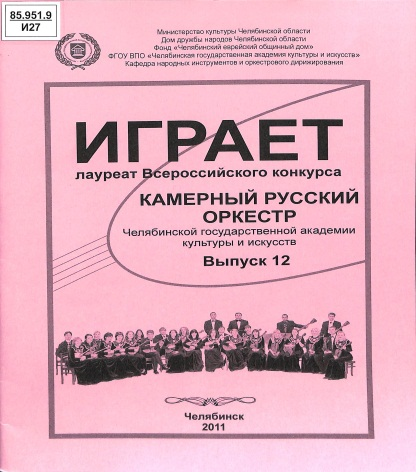 85.951.9
И27
Министерство культуры Челябинской области
Дом дружбы народов Челябинской области
Фонд «Челябинский еврейский общинный дом»
ФГОУ ВПО «Челябинская государственная академия культуры и искусств»
Кафедра народных инструментов и оркестрового дирижирования
ИГРАЕТ
лауреат Всероссийского конкурса
КАМЕРНЫЙ РУССКИЙ
ОРКЕСТР
Челябинской государственной академии
культуры и искусств
Выпуск 12
Челябинск
2011